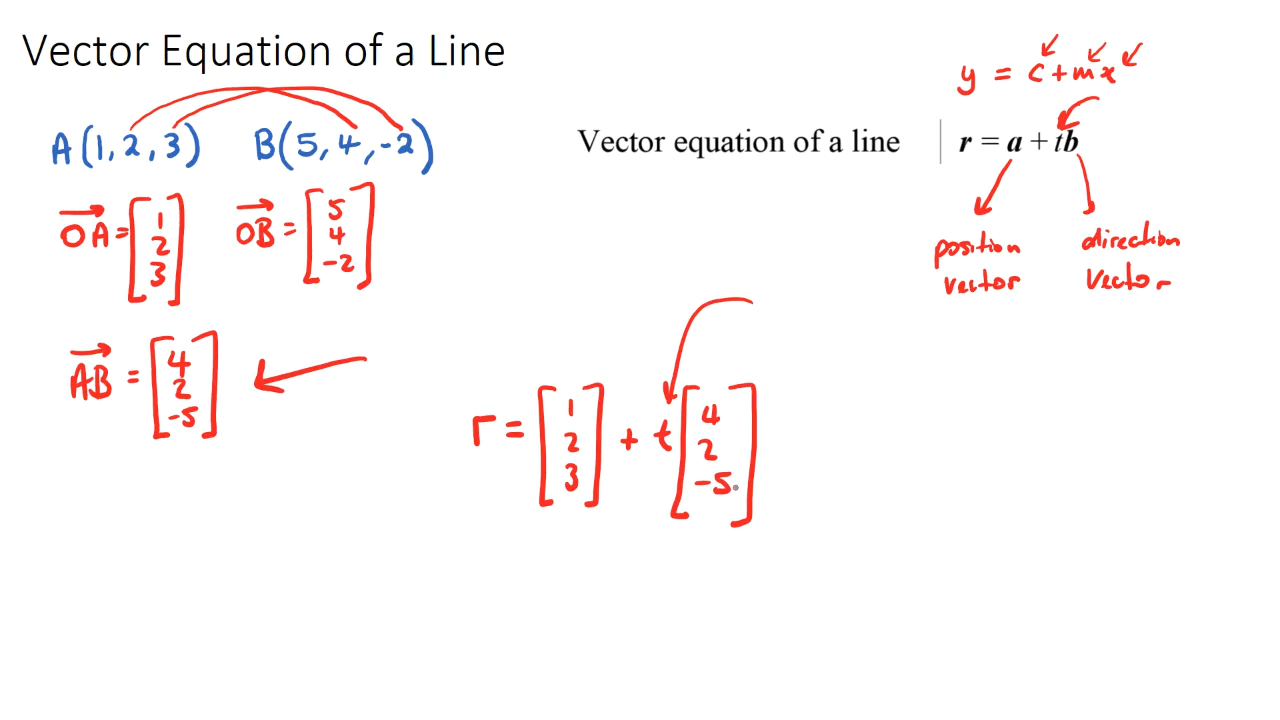 Vector Equation of a Line
y = c + mx
A(1, 2, 3) B(5, 4, -2)
Vector equation of a line r = a + tb
OA = [1 2 3] OB = [5 4 -2]
position vector
direction vector
AB = [4 2 -5]
r = [1 2 3] + t [4 2 -5]